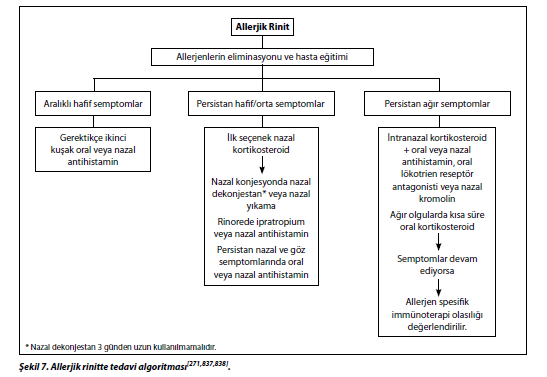 Allerjik Rinit
Allerjenlerin eliminasyonu ve hasta eğitimi
Aralıklı hafif semptomlar
Gerektikçe ikinci
kuşak oral veya nazal
antihistamin
Persistan hafif/orta semptomlar
İlk seçenek nazal
kortikosteroid
Nazal konjesyonda nazal
dekonjestan* veya nazal
yıkama
Rinorede ipratropium
veya nazal antihistamin
Persistan nazal ve göz
semptomlarında oral
veya nazal antihistamin
Persistan ağır semptomlar
İntranazal kortikosteroid
+ oral veya nazal
antihistamin, oral
lökotrien reseptör
antagonisti veya nazal
kromolin
Ağır olgularda kısa süre
oral kortikosteroid
Semptomlar devam
ediyorsa
Allerjen spesifik
immünoterapi olasılığı
değerlendirilir.
* Nazal dekonjestan 3 günden uzun kullanılmamalıdır.
Şekil 7. Allerjik rinitte tedavi algoritması[271,837,838].